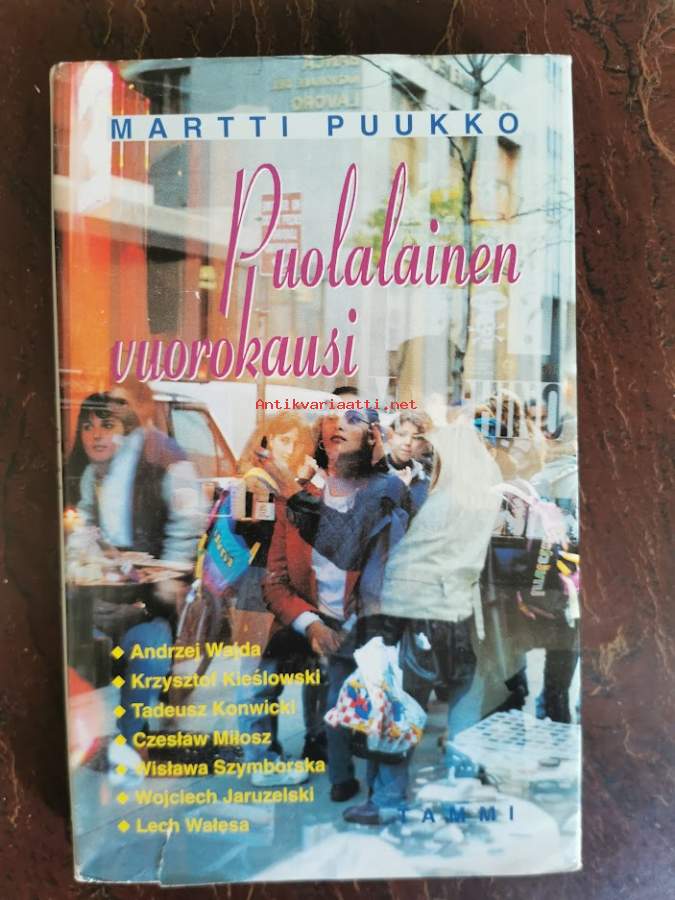 LAVORO
MARTTI PUUKKO
Puolalainen
vuorokausi
Antikvariaatti.net
◆ Andrzej Wajda
◆ Krzysztof Kieślowski
◆ Tadeusz Konwicki
◆ Czesław Miłosz
◆ Wisława Szymborska
◆ Wojciech Jaruzelski
◆ Lech Wałęsa
TAMMI